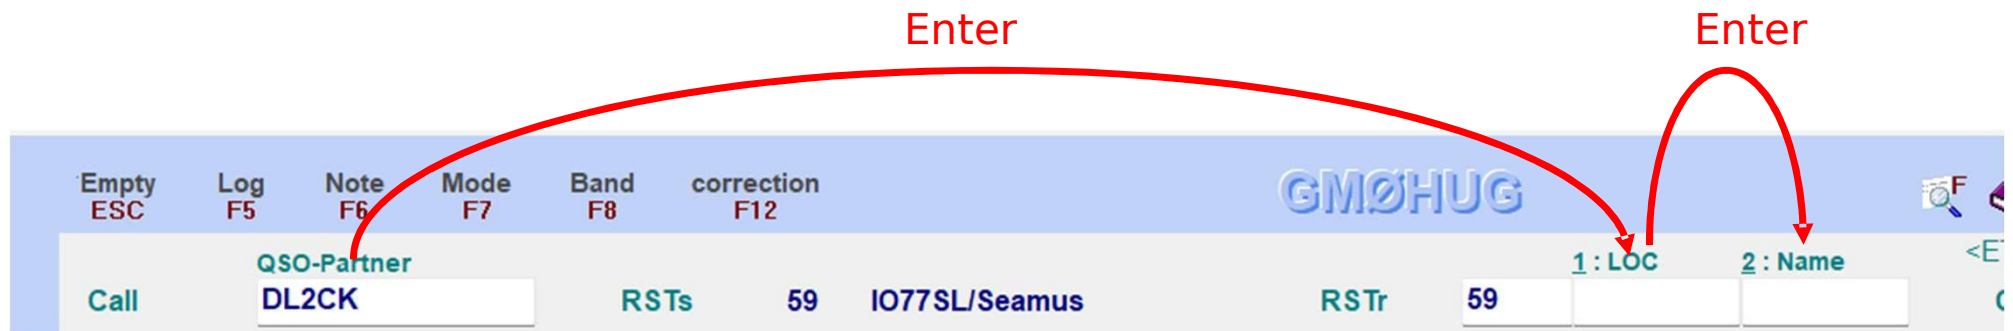 Enter Enter
Empty Log Note Mode Band correction
ESC F5 F6 F7 F8 F12
GMØHUG
F
QSO-Partner 1 : LOC 2 : Name
Call DL2CK RSTs 59 IO77SL/Seamus RSTr 59